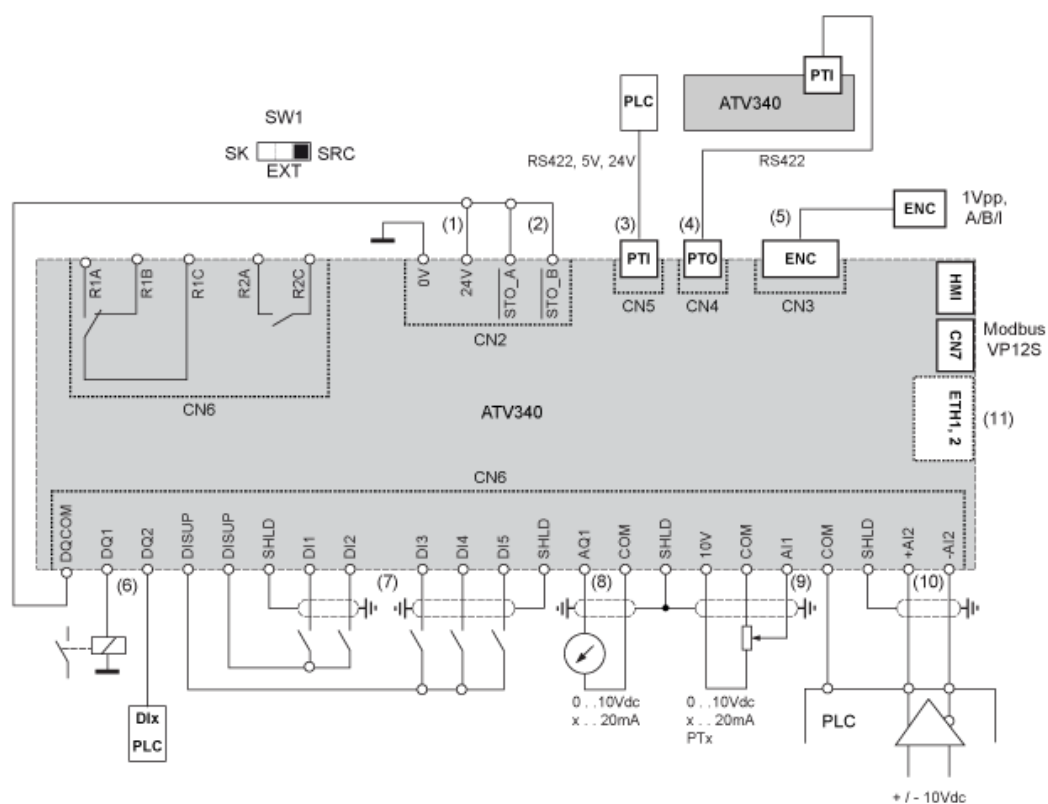 SW1
SK
SRC
EXT
PLC
PTI
ATV340
RS422, 5V, 24V
RS422
ENC
1Vpp,
A/B/I
(1)
(2)
(3)
(4)
(5)
R1A
R1B
R1C
R2A
R2C
0V
24V
STO_A
STO_B
PTI
PTO
ENC
CN5
CN4
CN3
CN2
CN6
HMI
CN7
Modbus
VP12S
ETH1, 2
(11)
ATV340
CN6
DQCOM
DQ1
DQ2
DISUP
DISUP
SHLD
DI1
DI2
DI3
DI4
DI5
SHLD
AQ1
COM
SHLD
10V
COM
AI1
COM
SHLD
+AI2
-AI2
(6)
(7)
(8)
(9)
(10)
0 . . 10Vdc
x . . 20mA
0 . . 10Vdc
x . . 20mA
PTx
DIx
PLC
PLC
+ / - 10Vdc